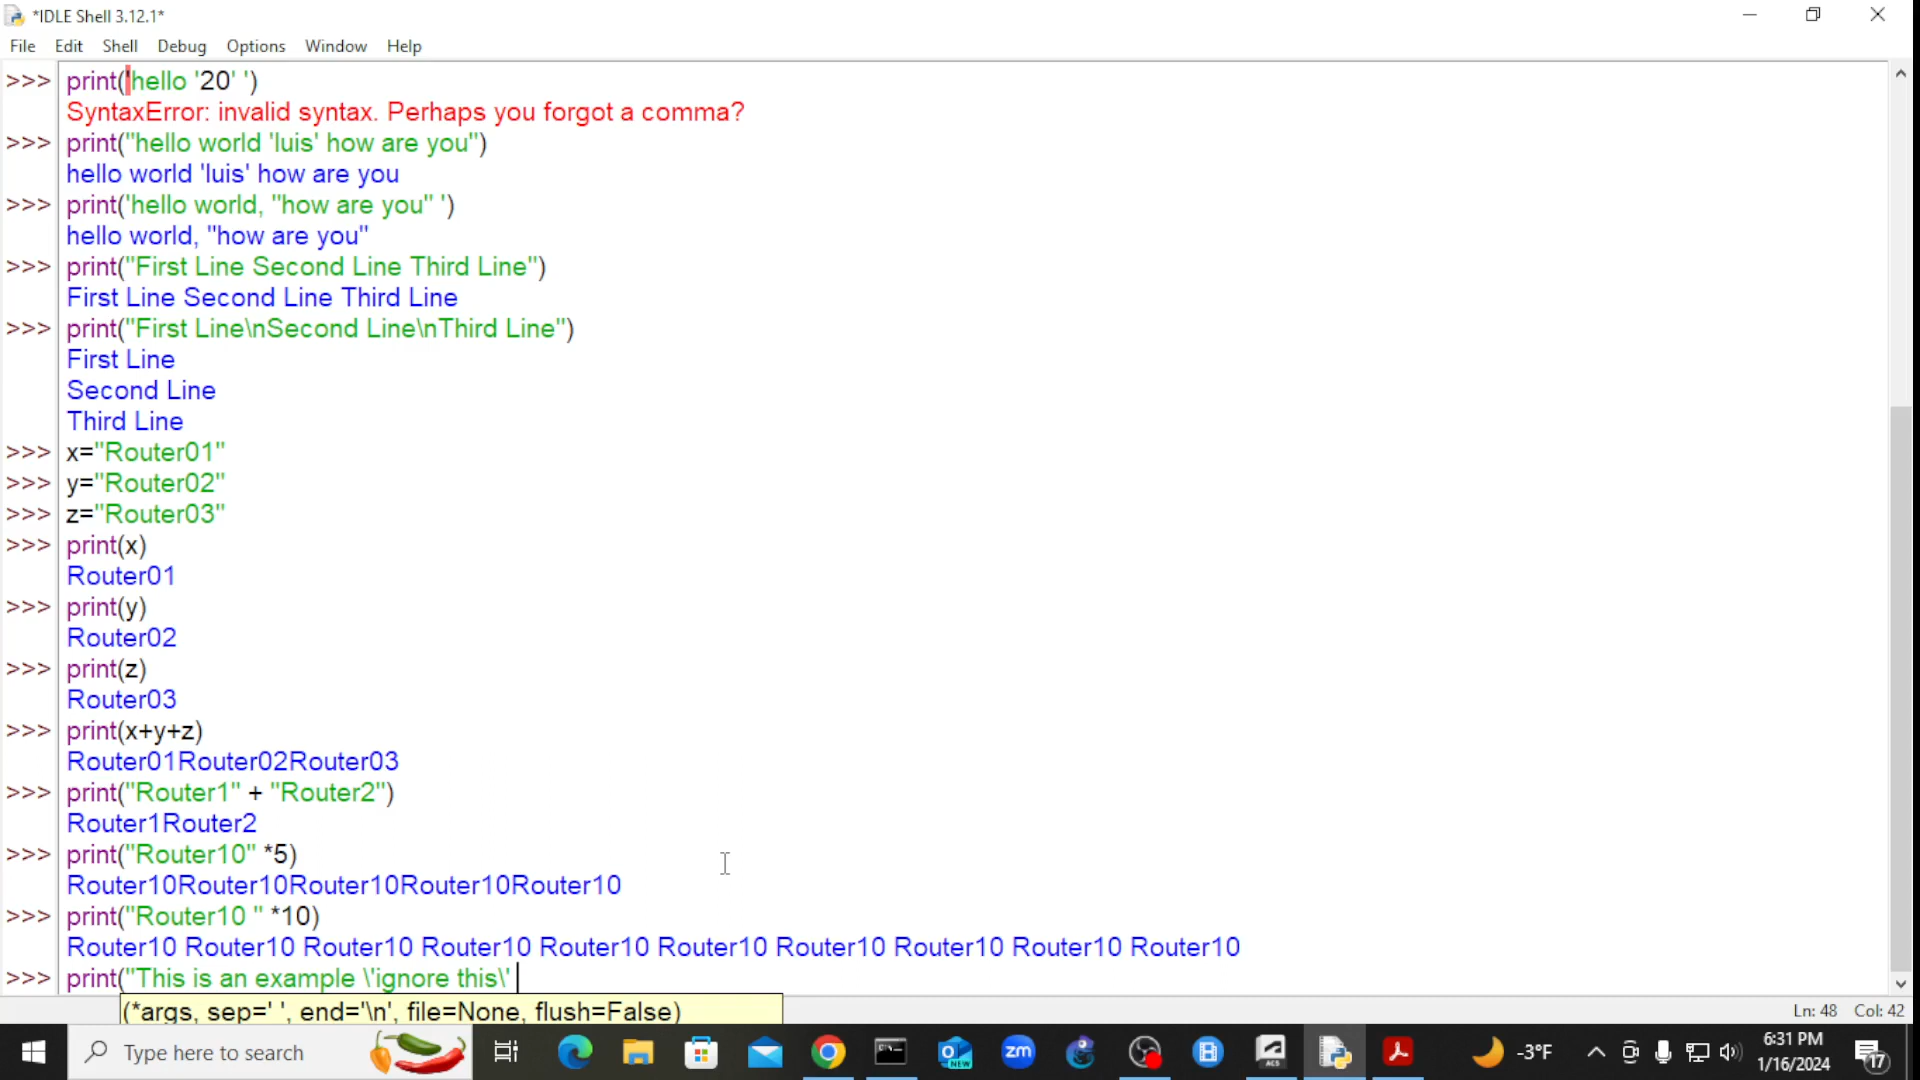 *IDLE Shell 3.12.1*
File Edit Shell Debug Options Window Help
>>> print('hello '20' ')
SyntaxError: invalid syntax. Perhaps you forgot a comma?
>>> print("hello world 'luis' how are you")
hello world 'luis' how are you
>>> print('hello world, "how are you" ')
hello world, "how are you"
>>> print("First Line Second Line Third Line")
First Line Second Line Third Line
>>> print("First Line\nSecond Line\nThird Line")
First Line
Second Line
Third Line
>>> x="Router01"
>>> y="Router02"
>>> z="Router03"
>>> print(x)
Router01
>>> print(y)
Router02
>>> print(z)
Router03
>>> print(x+y+z)
Router01Router02Router03
>>> print("Router1" + "Router2")
Router1Router2
>>> print("Router10" *5)
Router10Router10Router10Router10Router10
>>> print("Router10 " *10)
Router10 Router10 Router10 Router10 Router10 Router10 Router10 Router10 Router10 Router10
>>> print("This is an example \'ignore this\'
(*args, sep=' ', end='\n', file=None, flush=False)
Ln: 48 Col: 42
Type here to search
NEW
zm
ACS
-3°F
6:31 PM
1/16/2024
17